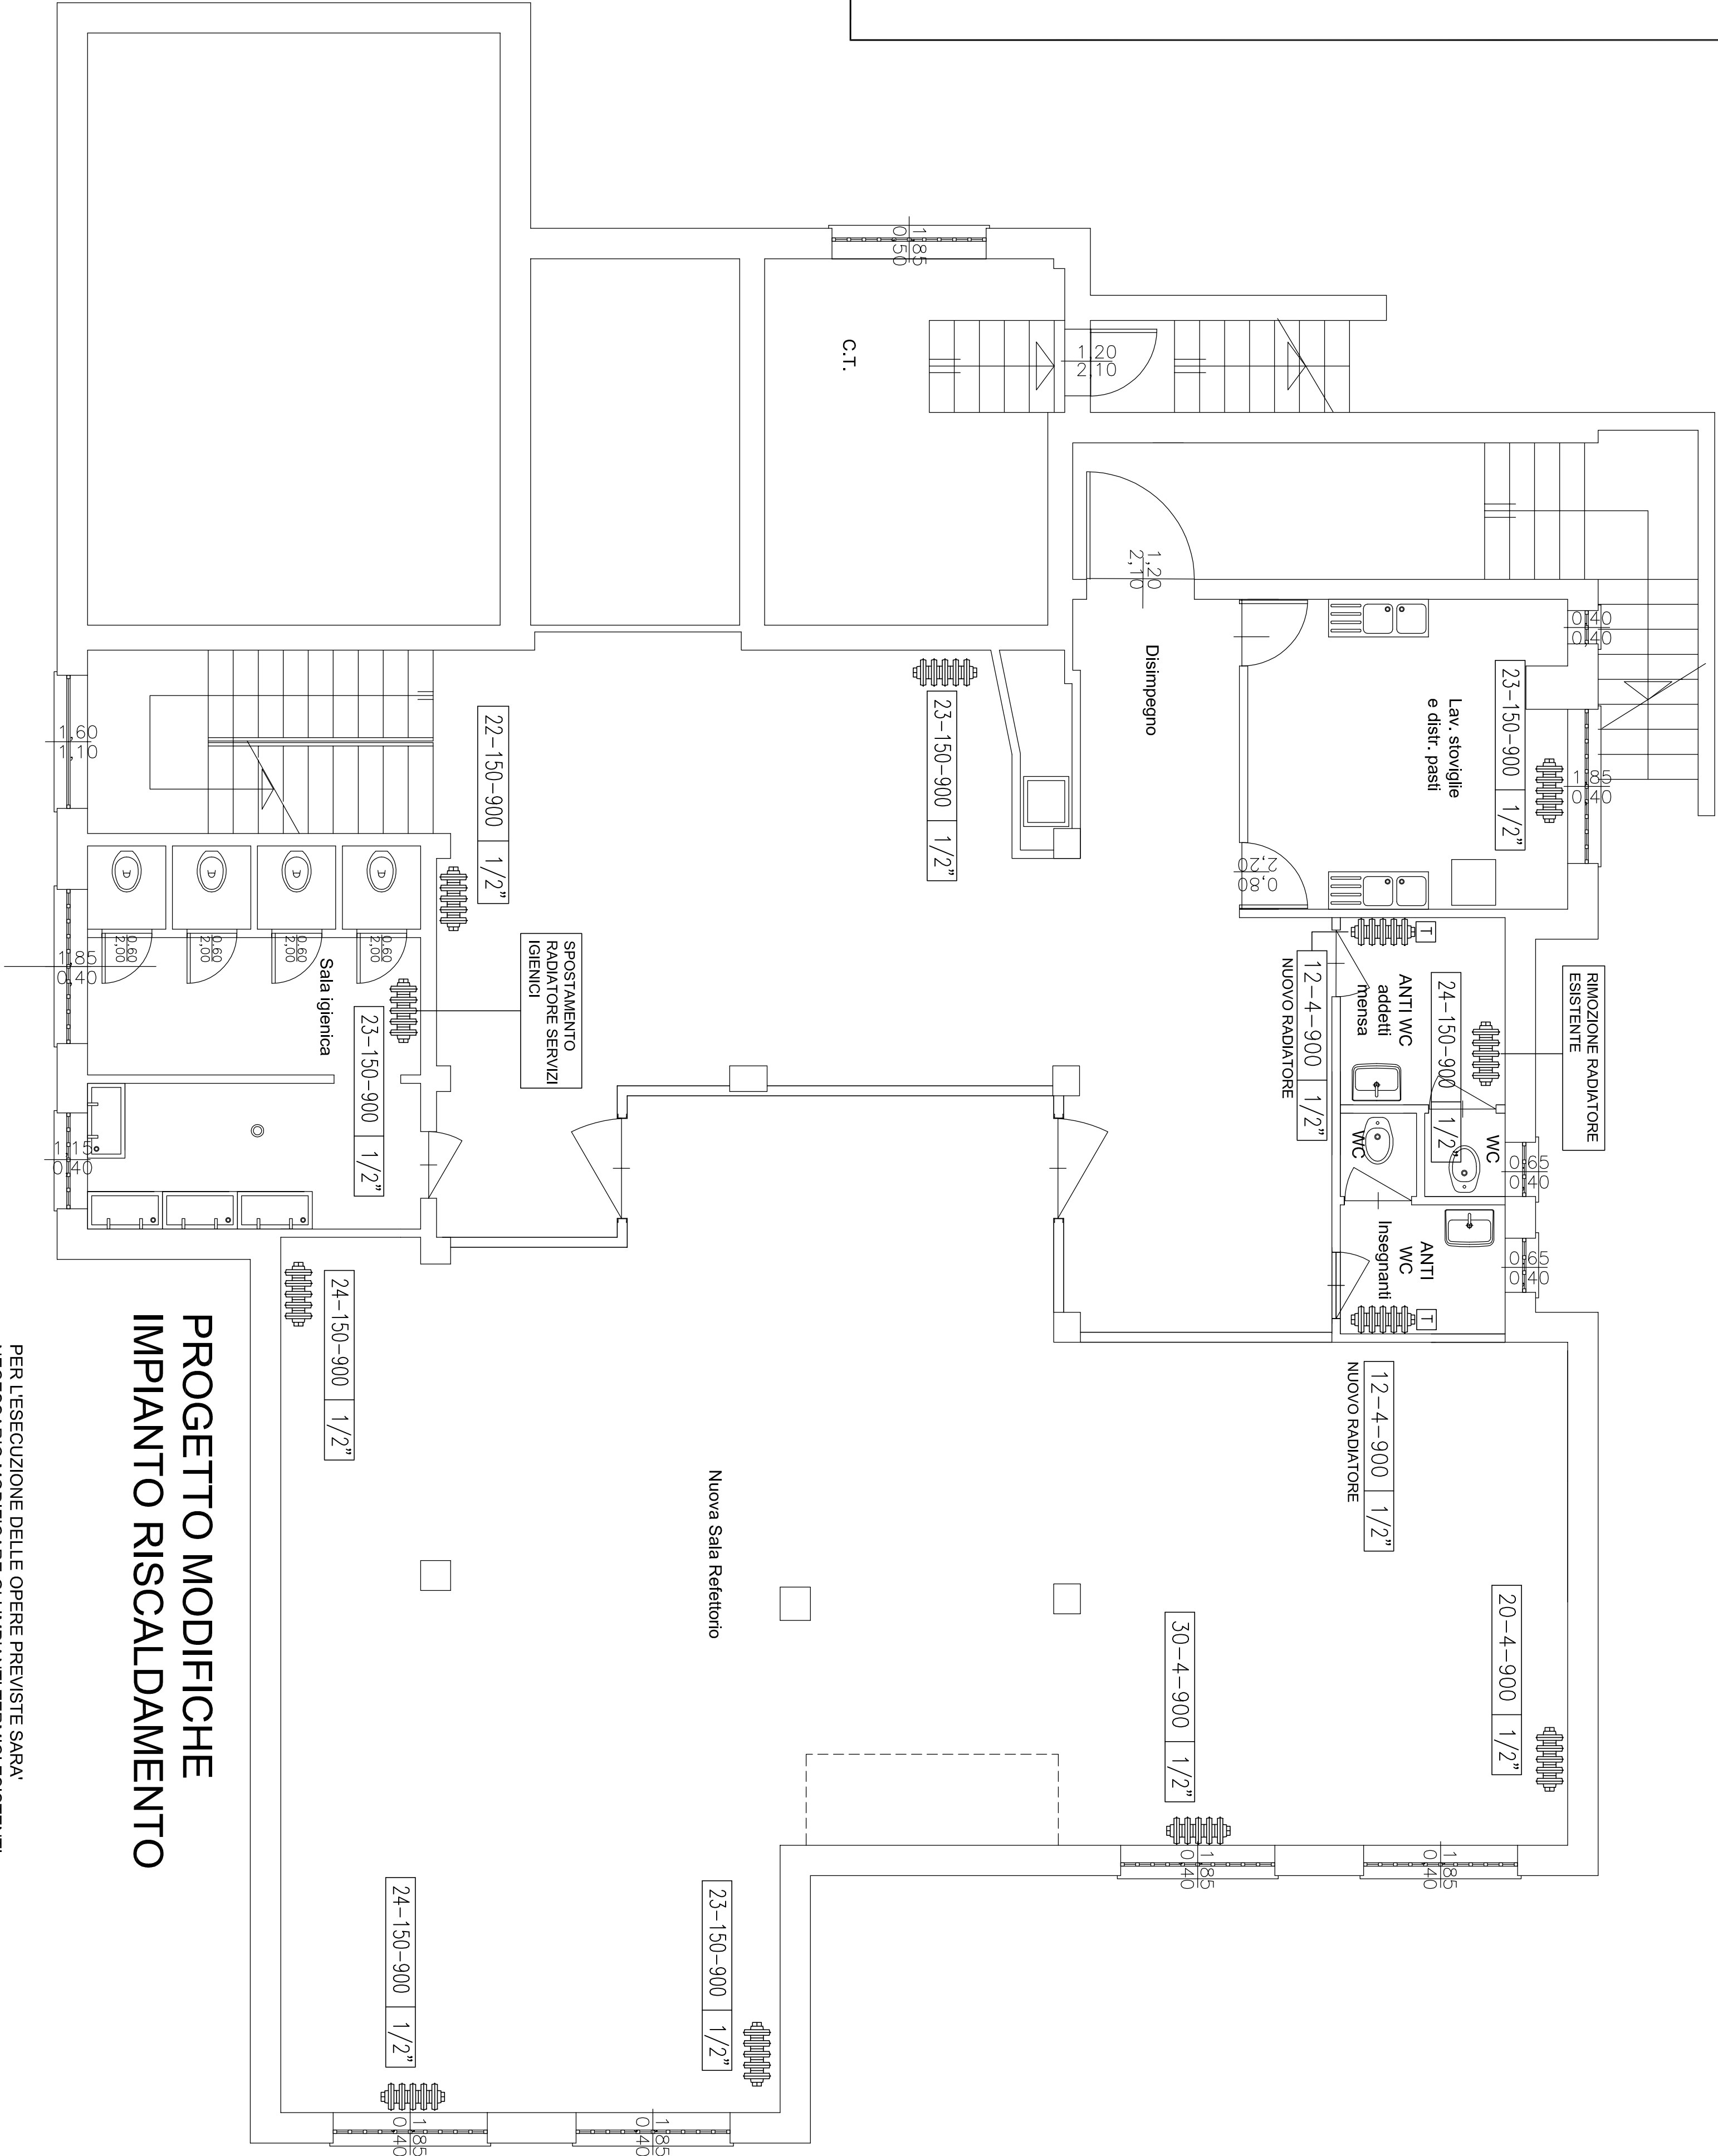 1,85
0,50
C.T.
1,20
2,10
1,20
2,10
Disimpegno
0,40
0,40
Lav. stoviglie
e distr. pasti
23-150-900 1/2"
1,85
0,40
0,80
2,20
23-150-900 1/2"
22-150-900 1/2"
1,60
1,10
0,60
2,00
0,60
2,00
0,60
2,00
0,60
2,00
1,85
0,40
Sala igienica
23-150-900 1/2"
SPOSTAMENTO
RADIATORE SERVIZI
IGIENICI
1,15
0,40
RIMOZIONE RADIATORE
ESISTENTE
24-150-900 1/2"
T
ANTI WC
addetti
mensa
12-4-900 1/2"
NUOVO RADIATORE
WC
WC
0,65
0,40
0,65
0,40
ANTI
WC
Insegnanti
T
12-4-900 1/2"
NUOVO RADIATORE
20-4-900 1/2"
30-4-900 1/2"
1,85
0,40
1,85
0,40
Nuova Sala Refettorio
24-150-900 1/2"
23-150-900 1/2"
24-150-900 1/2"
1,85
0,40
1,85
0,40
PROGETTO MODIFICHE
IMPIANTO RISCALDAMENTO
PER L'ESECUZIONE DELLE OPERE PREVISTE SARA'